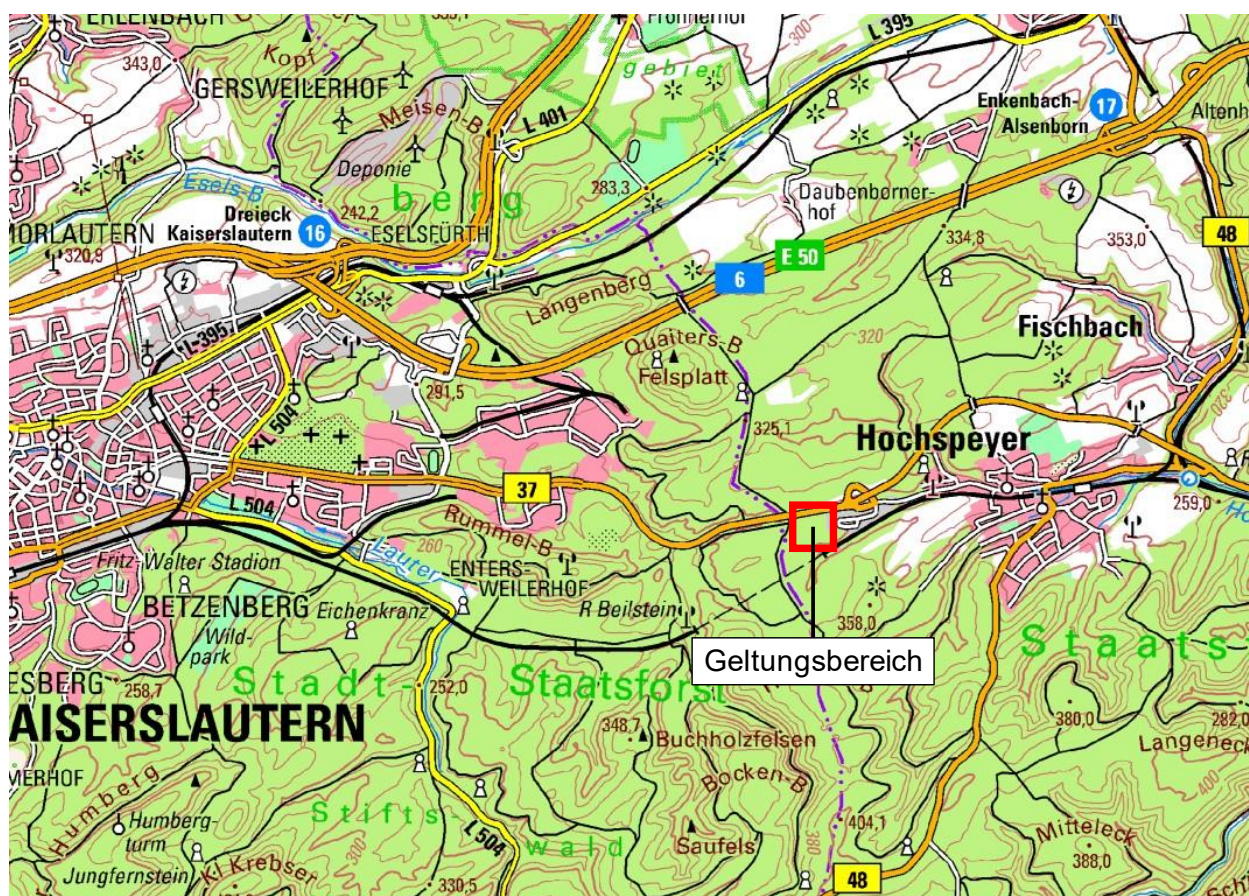 ERLENBACH
Fröhnerhof
Kopf
343,0
GERSWEILERHOF
Meisen-B
Deponie
L 401
L 395
gebiet
300
Enkenbach-
Alsenborn
17
Altenh
Esels-B
242,2
Dreieck
Kaiserslautern
16
ESELSFÜRTH
berg
283,3
Daubenborner-
hof
MORLAUTERN
320,9
334,8
353,0
48
E 50
6
Langenberg
L 395
Quaiters-B
Felsplatt
320
Fischbach
291,5
L 504
325,1
Hochspeyer
330
37
L 504
Lauter
260
Rummel-B
259,0
Fritz-Walter Stadion
ENTERS-
WEILERHOF
BETZENBERG
Eichenkranz
R Beilstein
Wild-
park
358,0
Geltungsbereich
Staats
ESBERG
258,7
Stadt-
252,0
Staatsforst
AISERSLAUTERN
348,7
Buchholzfelsen
380,0
282,0
Langeneck
MERHOF
Bocken-B
400
Humberg
Stifts-
wald
Humberg-
turm
L 504
404,1
380
Mitteleck
388,0
Saufels
300
Jungfernstein
Kl Krebser
330,5
48